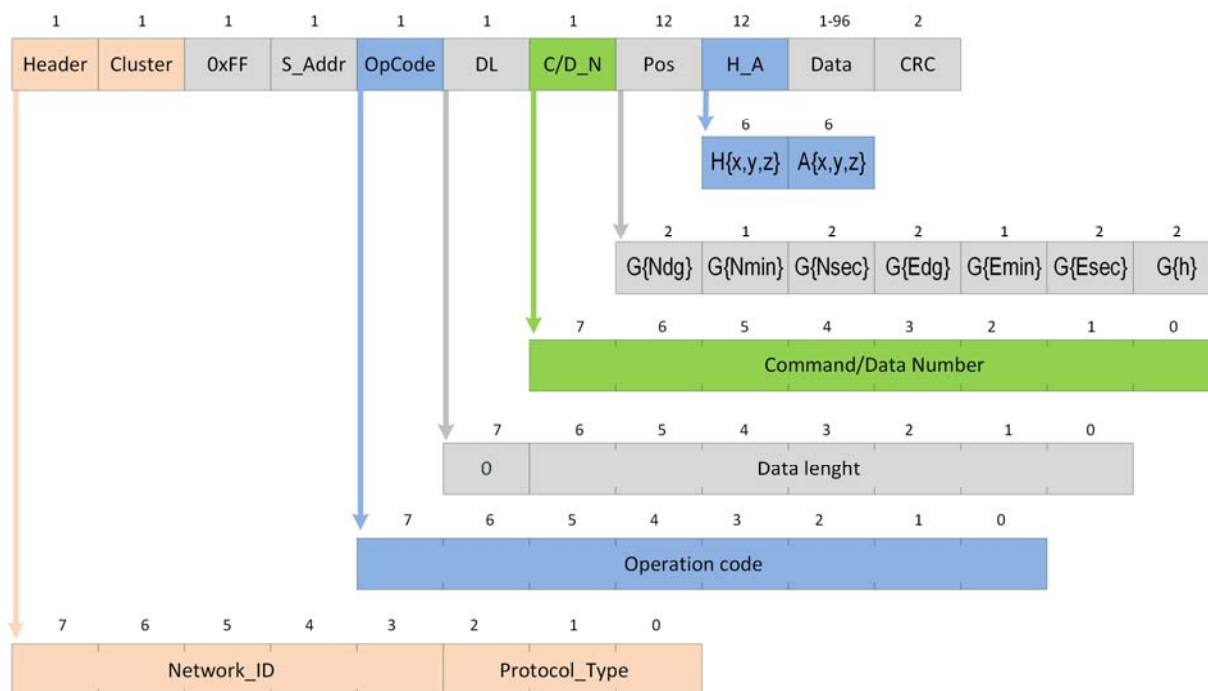 1 1 1 1 1 1 1 12 12 1-96 2
Header Cluster 0xFF S_Addr OpCode DL C/D_N Pos H_A Data CRC
6 6
H{x,y,z} A{x,y,z}
2 1 2 2 1 2 2
G{Ndg} G{Nmin} G{Nsec} G{Edg} G{Emin} G{Esec} G{h}
7 6 5 4 3 2 1 0
Command/Data Number
7 6 5 4 3 2 1 0
0 Data lenght
7 6 5 4 3 2 1 0
Operation code
7 6 5 4 3 2 1 0
Network_ID Protocol_Type